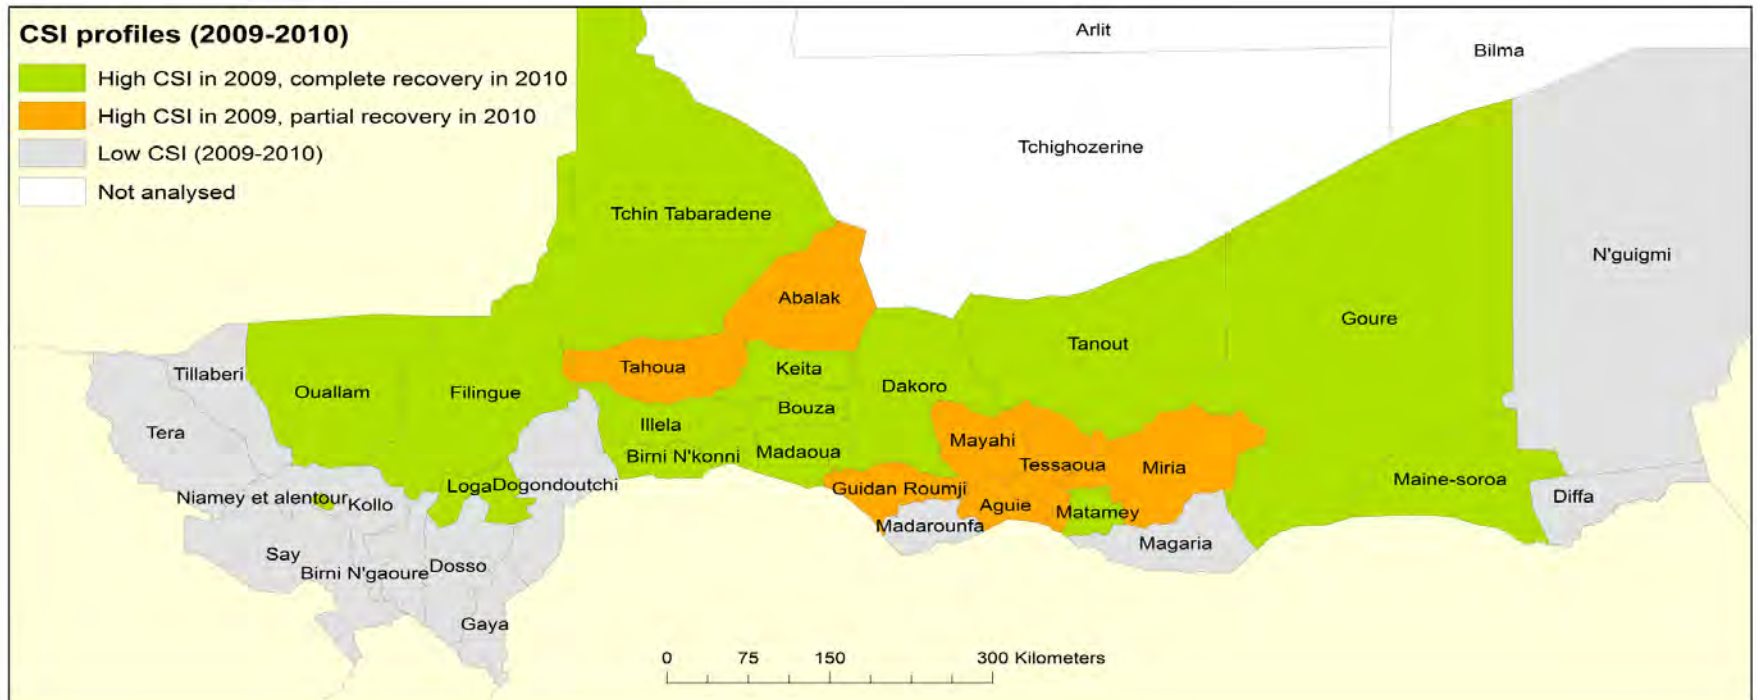 CSI profiles (2009-2010)
High CSI in 2009, complete recovery in 2010
High CSI in 2009, partial recovery in 2010
Low CSI (2009-2010)
Not analysed
Arlit
Bilma
Tchighozerine
Tchin Tabaradene
N'guigmi
Abalak
Goure
Tanout
Tillaberi
Tahoua
Keita
Dakoro
Ouallam
Filingue
Bouza
Tera
Illela
Mayahi
Birni N'konni
Madaoua
Tessaoua
Miria
Maine-soroa
Loga
Dogondoutchi
Guidan Roumji
Niamey et alentour
Kollo
Aguie
Matamey
Diffa
Madarounfa
Magaria
Say
Birni N'gaoure
Dosso
Gaya
0 75 150 300 Kilometers